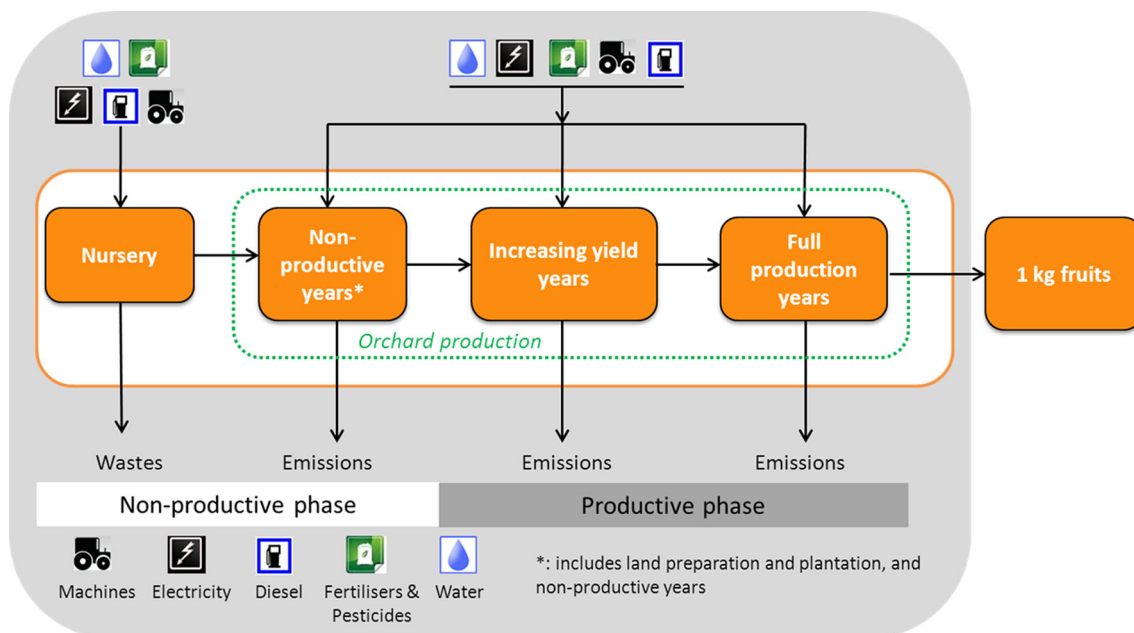 Nursery
Non-
productive
years*
Increasing yield
years
Full
production
years
1 kg fruits
Orchard production
Wastes
Emissions
Emissions
Emissions
Non-productive phase
Productive phase
Machines
Electricity
Diesel
Fertilisers &
Pesticides
Water
*: includes land preparation and plantation, and
non-productive years